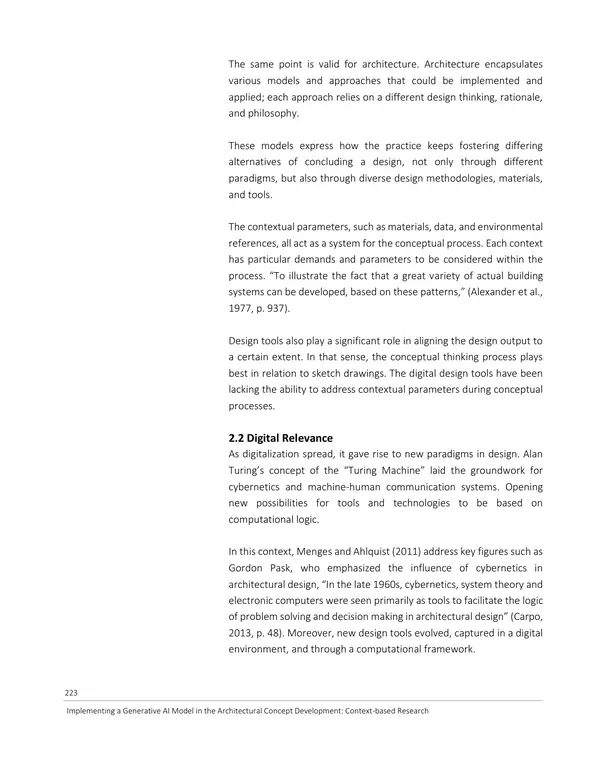 The same point is valid for architecture. Architecture encapsulates
various models and approaches that could be implemented and
applied; each approach relies on a different design thinking, rationale,
and philosophy.
These models express how the practice keeps fostering differing
alternatives of concluding a design, not only through different
paradigms, but also through diverse design methodologies, materials,
and tools.
The contextual parameters, such as materials, data, and environmental
references, all act as a system for the conceptual process. Each context
has particular demands and parameters to be considered within the
process. “To illustrate the fact that a great variety of actual building
systems can be developed, based on these patterns,” (Alexander et al.,
1977, p. 937).
Design tools also play a significant role in aligning the design output to
a certain extent. In that sense, the conceptual thinking process plays
best in relation to sketch drawings. The digital design tools have been
lacking the ability to address contextual parameters during conceptual
processes.
2.2 Digital Relevance
As digitalization spread, it gave rise to new paradigms in design. Alan
Turing’s concept of the “Turing Machine” laid the groundwork for
cybernetics and machine-human communication systems. Opening
new possibilities for tools and technologies to be based on
computational logic.
In this context, Menges and Ahlquist (2011) address key figures such as
Gordon Pask, who emphasized the influence of cybernetics in
architectural design, “In the late 1960s, cybernetics, system theory and
electronic computers were seen primarily as tools to facilitate the logic
of problem solving and decision making in architectural design” (Carpo,
2013, p. 48). Moreover, new design tools evolved, captured in a digital
environment, and through a computational framework.
223
Implementing a Generative AI Model in the Architectural Concept Development: Context-based Research